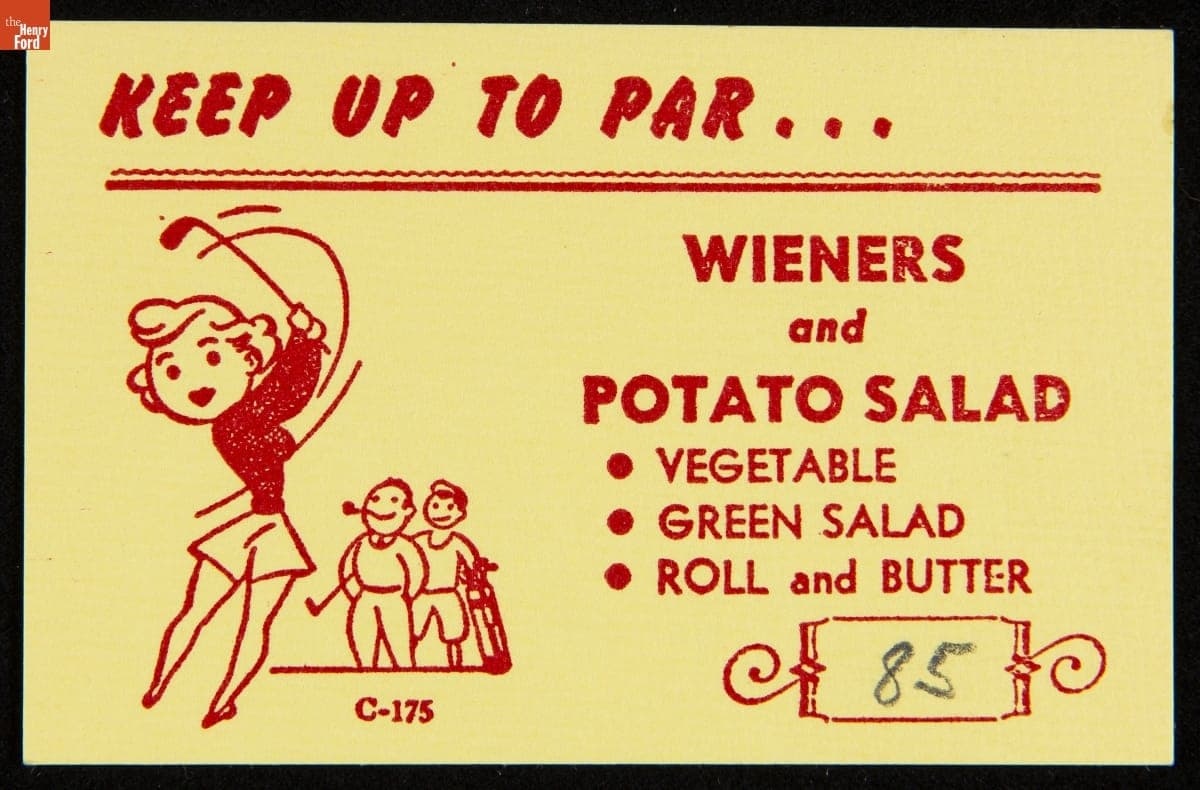 the
Henry
Ford
KEEP UP TO PAR...
WIENERS
and
POTATO SALAD
• VEGETABLE
• GREEN SALAD
• ROLL and BUTTER
85
C-175